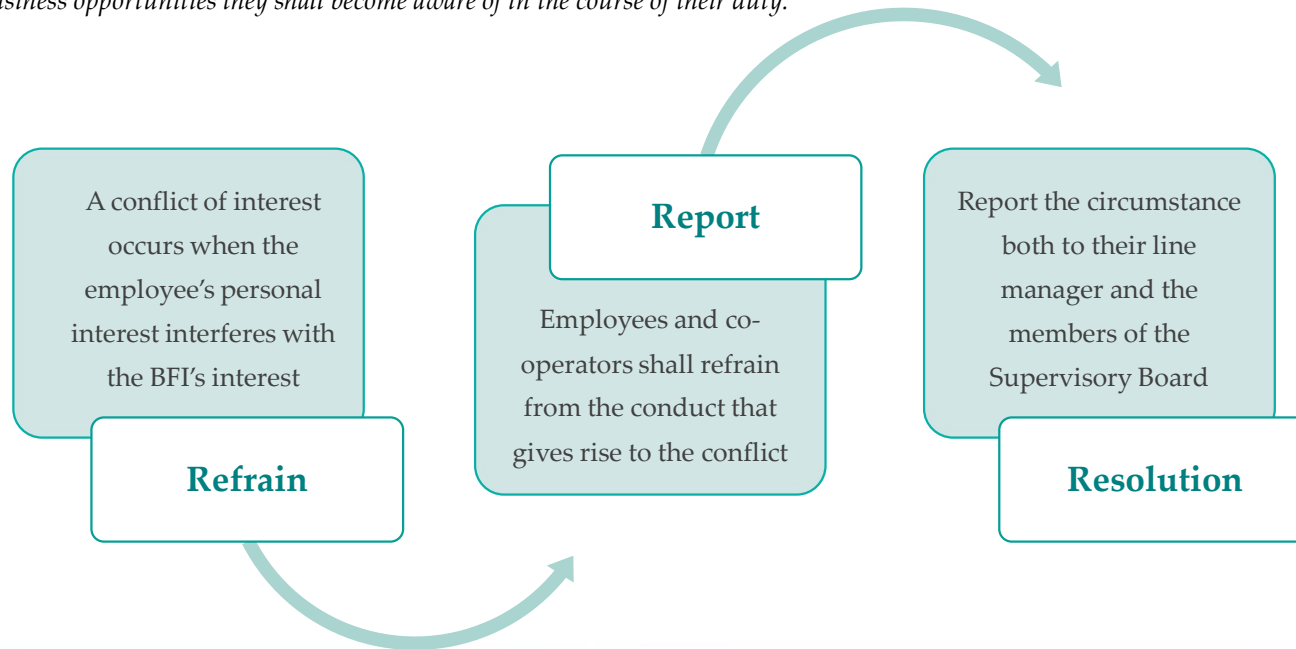 business opportunities they shall become aware of in the course of their duty.
A conflict of interest
occurs when the
employee's personal
interest interferes with
the BFI's interest
Refrain
Report
Employees and co-
operators shall refrain
from the conduct that
gives rise to the conflict
Report the circumstance
both to their line
manager and the
members of the
Supervisory Board
Resolution